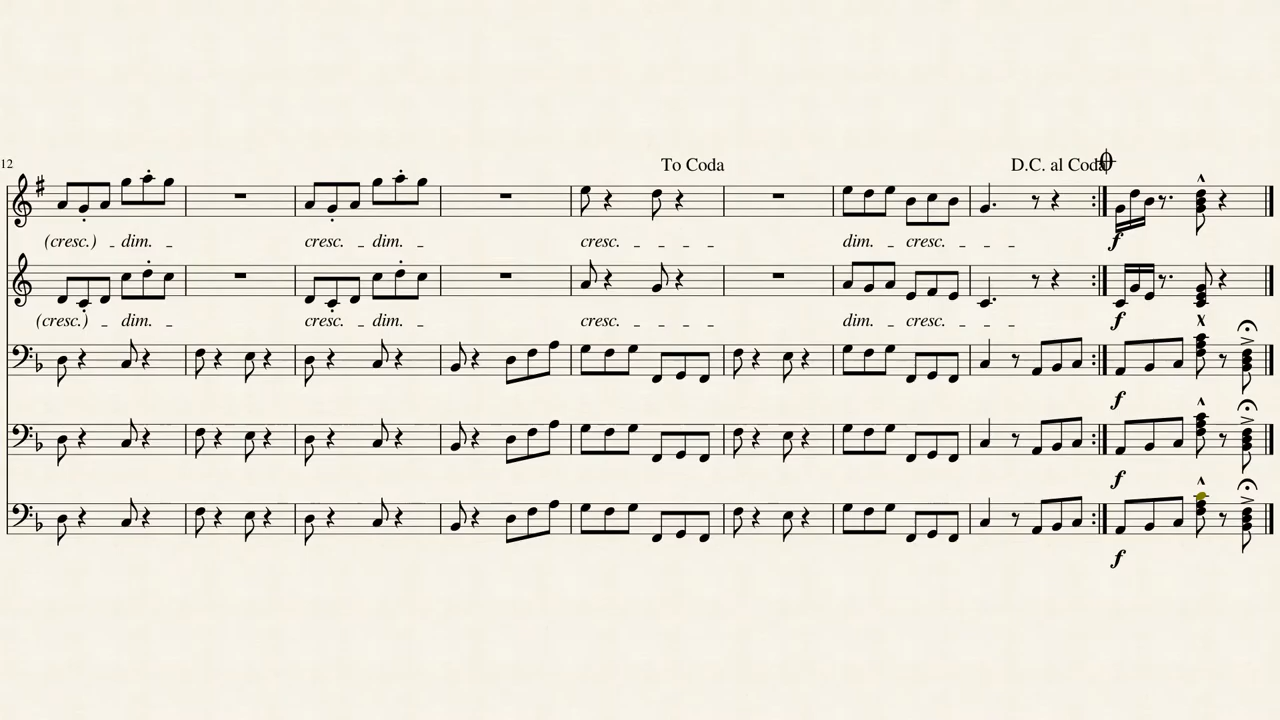 12
To Coda
D.C. al Coda
(cresc.) dim. cresc. dim. cresc. dim. cresc. f
(cresc.) dim. cresc. dim. cresc. dim. cresc. f
f
f
f